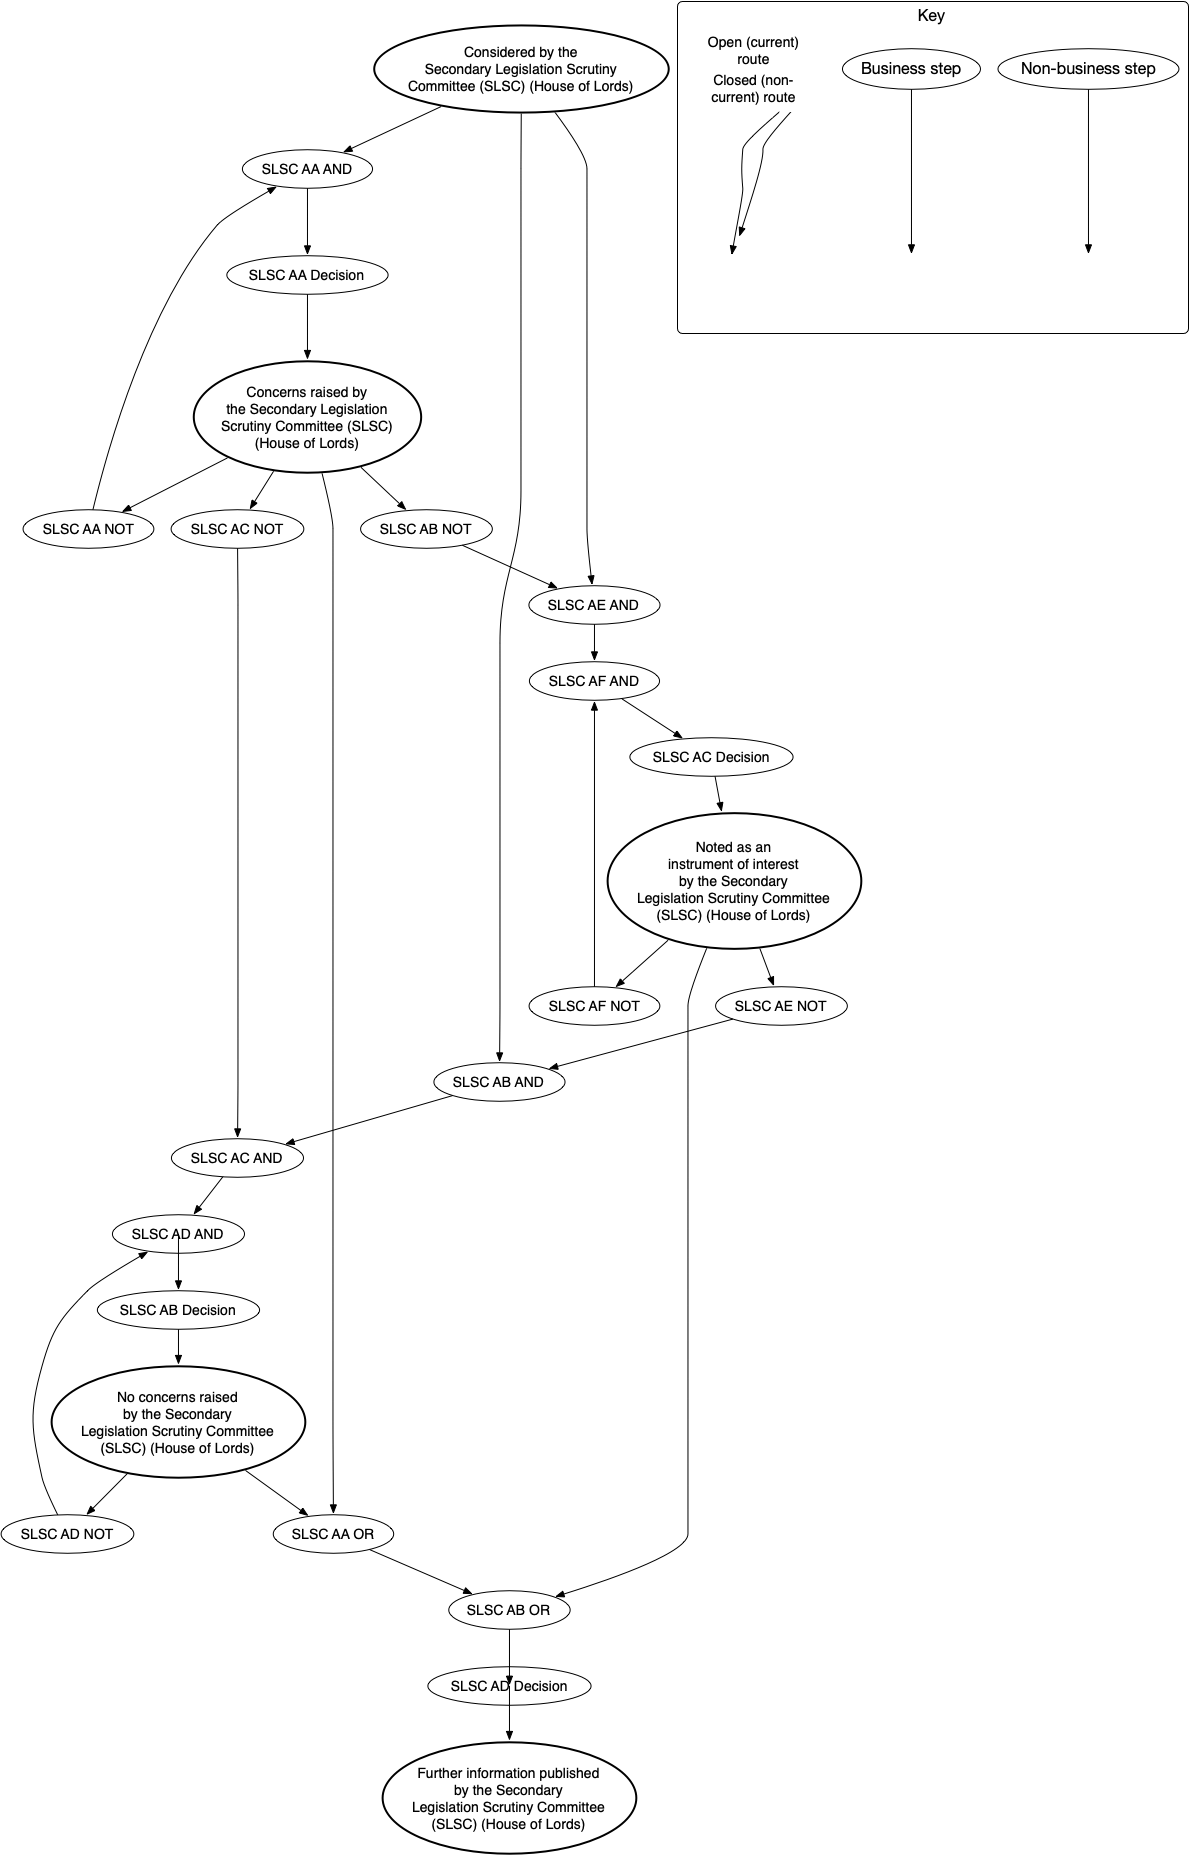 Key
Considered by the
Secondary Legislation Scrutiny
Committee (SLSC) (House of Lords)
Open (current)
route
Closed (non-
current) route
Business step
Non-business step
SLSC AA AND
SLSC AA Decision
Concerns raised by
the Secondary Legislation
Scrutiny Committee (SLSC)
(House of Lords)
SLSC AA NOT
SLSC AC NOT
SLSC AB NOT
SLSC AE AND
SLSC AF AND
SLSC AC Decision
Noted as an
instrument of interest
by the Secondary
Legislation Scrutiny Committee
(SLSC) (House of Lords)
SLSC AF NOT
SLSC AE NOT
SLSC AB AND
SLSC AC AND
SLSC AD AND
SLSC AB Decision
No concerns raised
by the Secondary
Legislation Scrutiny Committee
(SLSC) (House of Lords)
SLSC AD NOT
SLSC AA OR
SLSC AB OR
SLSC AD Decision
Further information published
by the Secondary
Legislation Scrutiny Committee
(SLSC) (House of Lords)